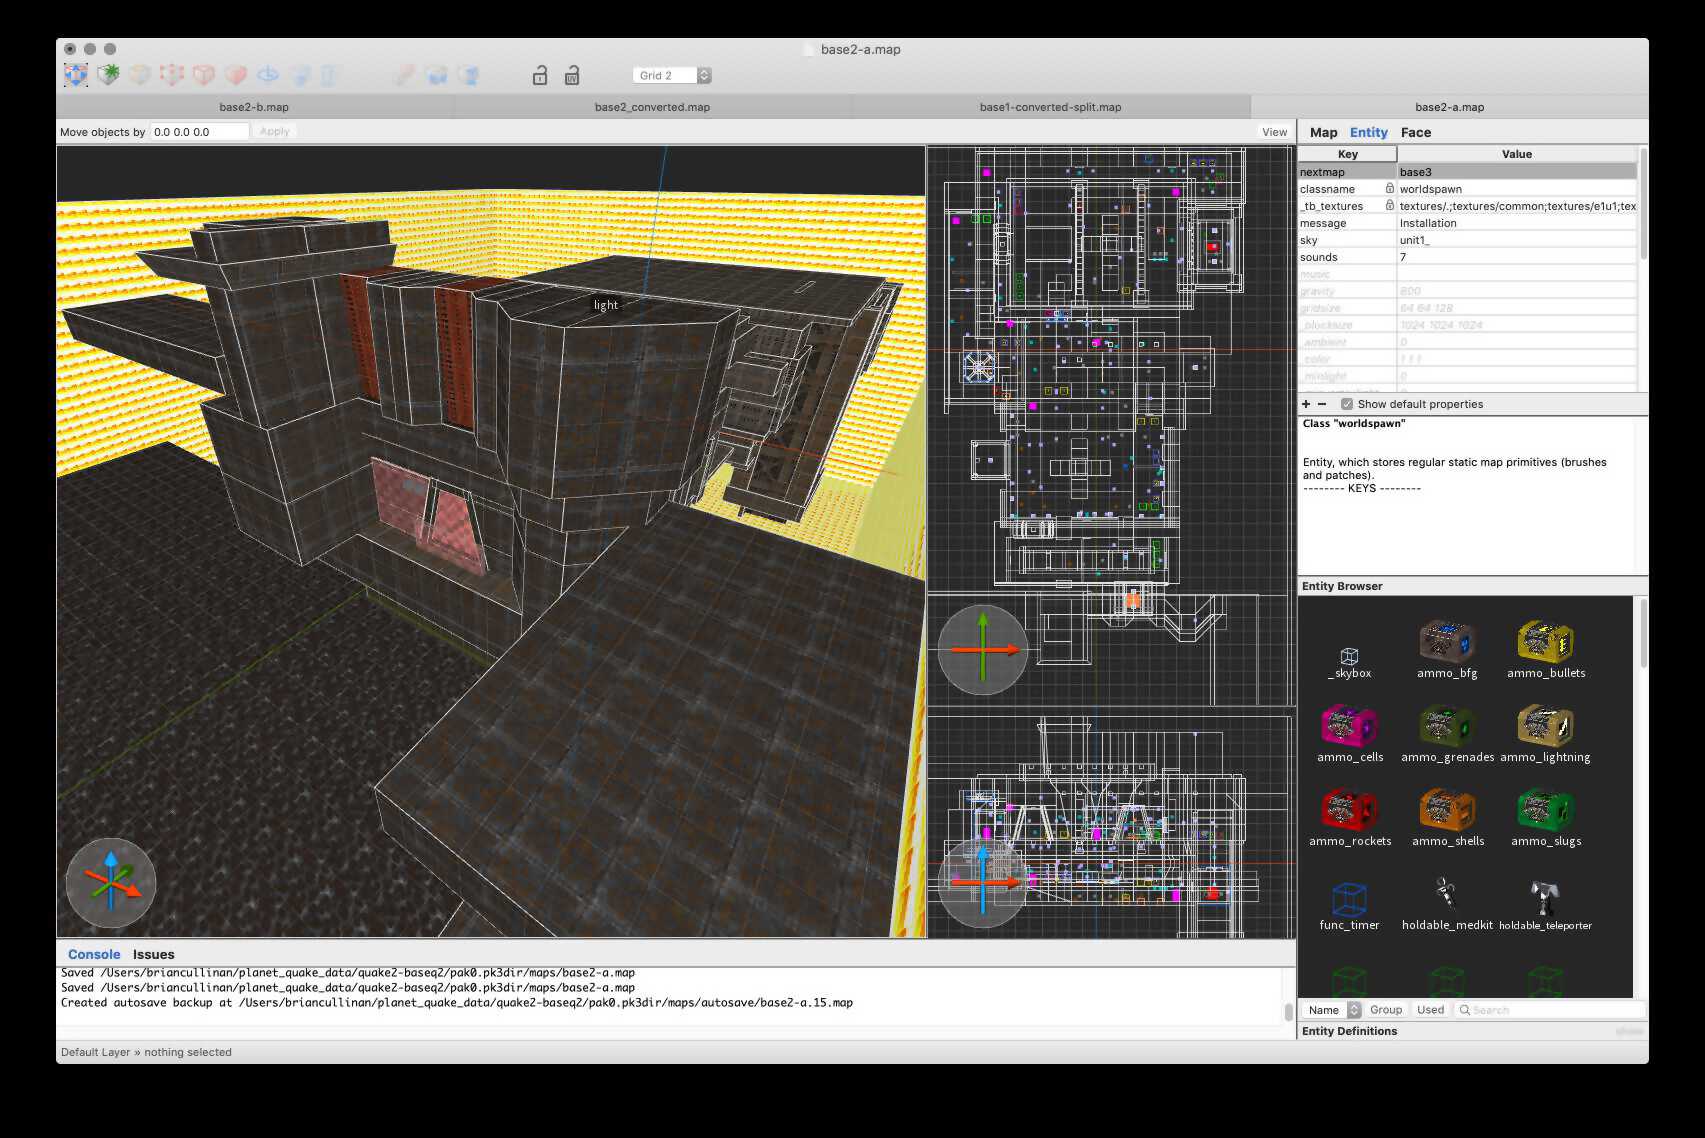 base2-a.map
UV
Grid 2
base2-b.map
base2_converted.map
base1-converted-split.map
base2-a.map
Move objects by 0.0 0.0 0.0 Apply
View
light
Map Entity Face
Key Value
nextmap base3
classname worldspawn
_tb_textures textures/.;textures/common;textures/e1u1;tex
message Installation
sky unit1_
sounds 7
music
gravity 800
gridsize 64 64 128
_blocksize 1024 1024 1024
_ambient 0
_color 1 1 1
_minlight 0
+ − Show default properties
Class "worldspawn"
Entity, which stores regular static map primitives (brushes
and patches).
-------- KEYS --------
Entity Browser
_skybox ammo_bfg ammo_bullets
ammo_cells ammo_grenades ammo_lightning
ammo_rockets ammo_shells ammo_slugs
func_timer holdable_medkit holdable_teleporter
Name Group Used Search
Entity Definitions show
Console Issues
Saved /Users/briancullinan/planet_quake_data/quake2-baseq2/pak0.pk3dir/maps/base2-a.map
Saved /Users/briancullinan/planet_quake_data/quake2-baseq2/pak0.pk3dir/maps/base2-a.map
Created autosave backup at /Users/briancullinan/planet_quake_data/quake2-baseq2/pak0.pk3dir/maps/autosave/base2-a.15.map
Default Layer » nothing selected